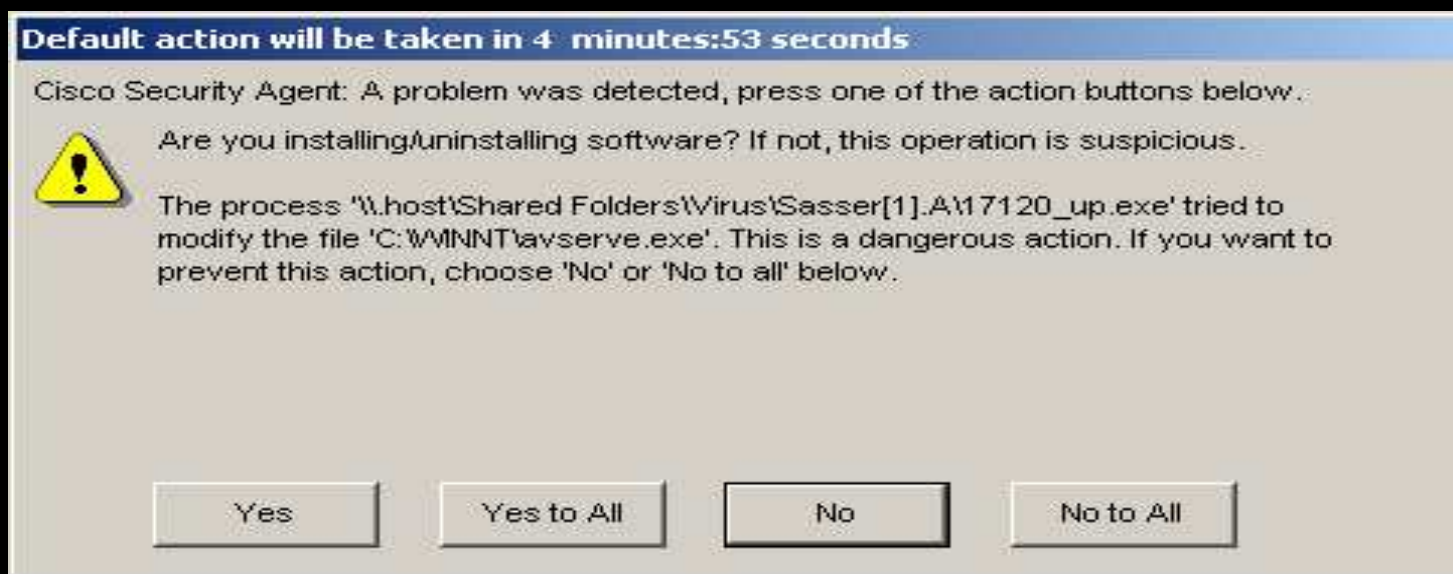 Default action will be taken in 4 minutes:53 seconds
Cisco Security Agent: A problem was detected, press one of the action buttons below.
Are you installing/uninstalling software? If not, this operation is suspicious.
The process '\\.host\Shared Folders\Virus\Sasser[1].A\17120_up.exe' tried to
modify the file 'C:\WINNT\avserve.exe'. This is a dangerous action. If you want to
prevent this action, choose 'No' or 'No to all' below.
Yes Yes to All No No to All